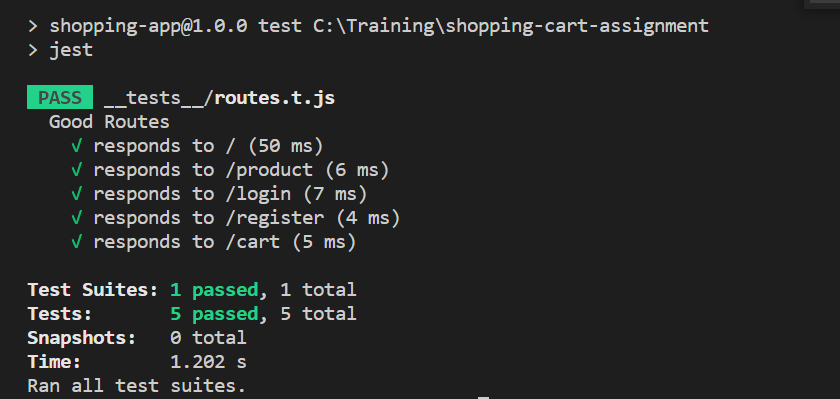 > shopping-app@1.0.0 test C:\Training\shopping-cart-assignment
> jest
PASS __tests__/routes.t.js
Good Routes
√ responds to / (50 ms)
√ responds to /product (6 ms)
√ responds to /login (7 ms)
√ responds to /register (4 ms)
√ responds to /cart (5 ms)
Test Suites: 1 passed, 1 total
Tests: 5 passed, 5 total
Snapshots: 0 total
Time: 1.202 s
Ran all test suites.